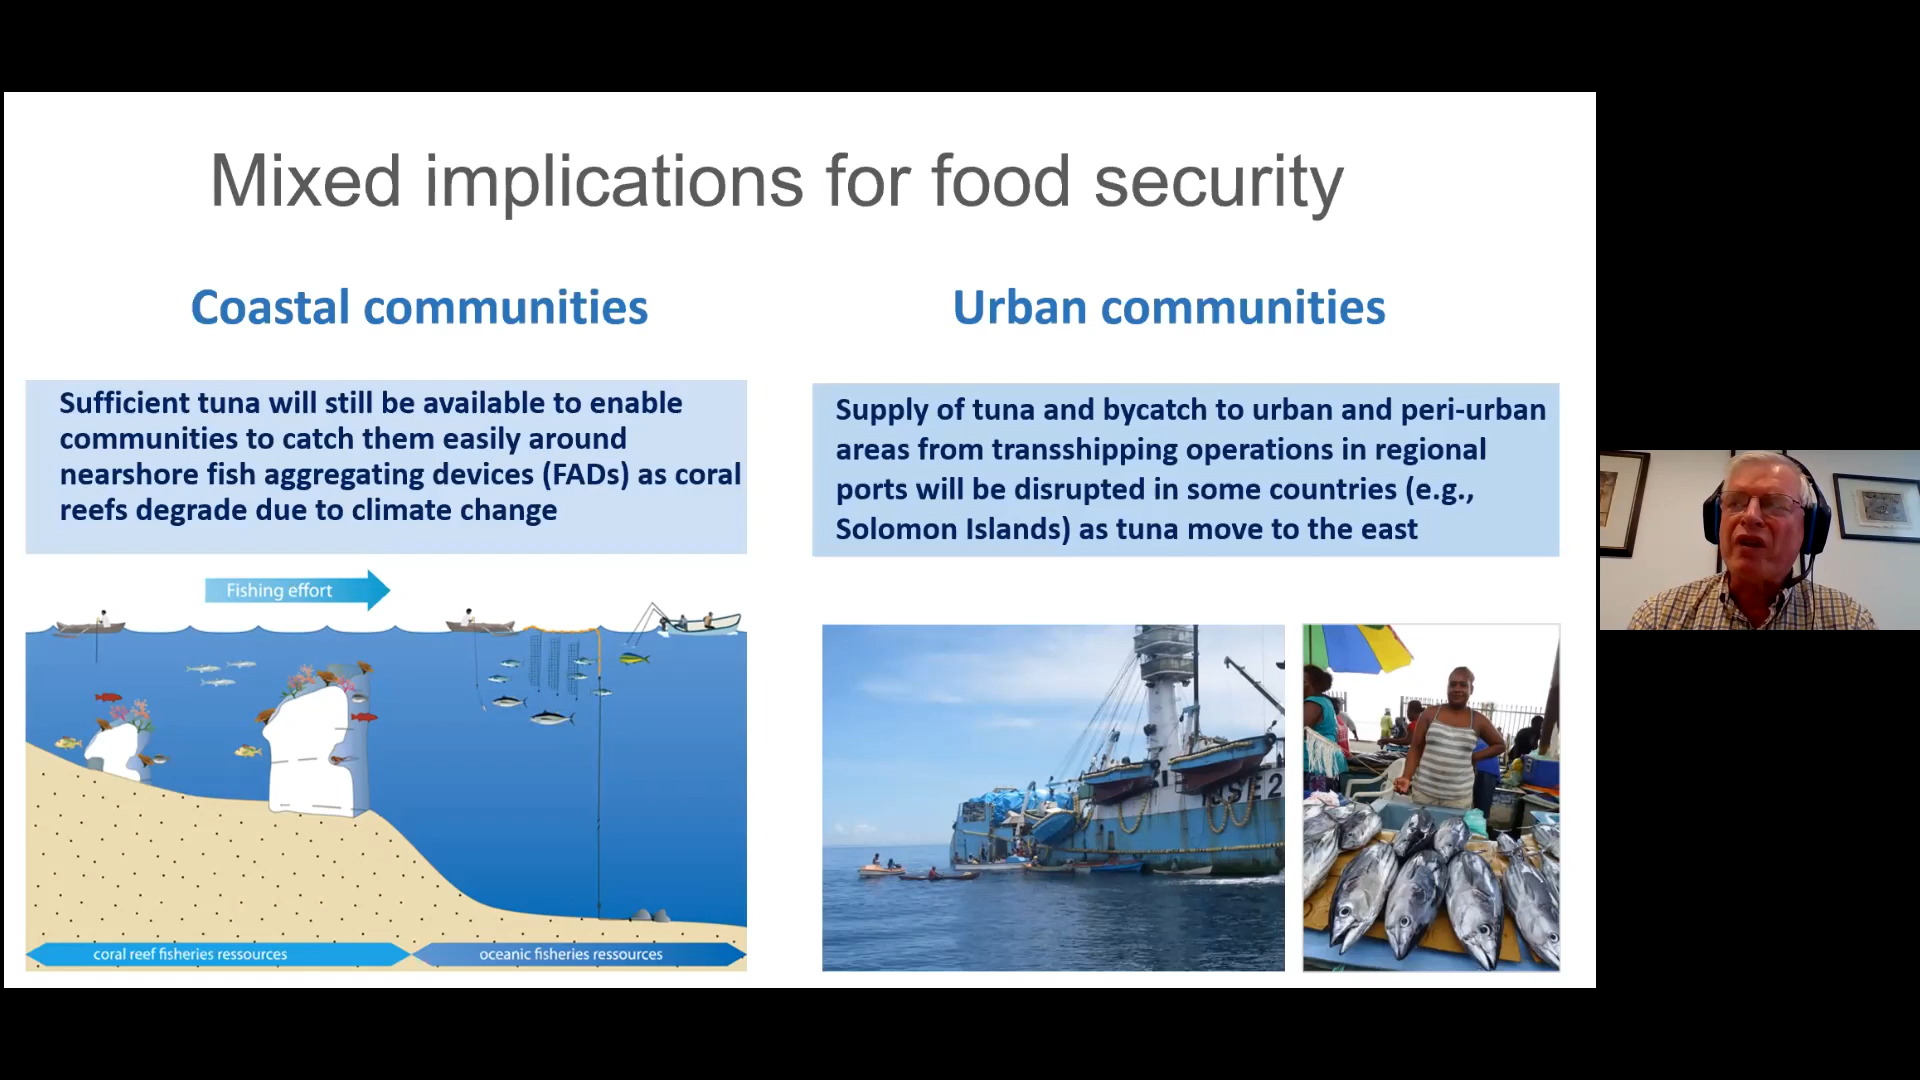 Mixed implications for food security
Coastal communities
Sufficient tuna will still be available to enable
communities to catch them easily around
nearshore fish aggregating devices (FADs) as coral
reefs degrade due to climate change
Fishing effort
coral reef fisheries ressources
oceanic fisheries ressources
Urban communities
Supply of tuna and bycatch to urban and peri-urban
areas from transshipping operations in regional
ports will be disrupted in some countries (e.g.,
Solomon Islands) as tuna move to the east